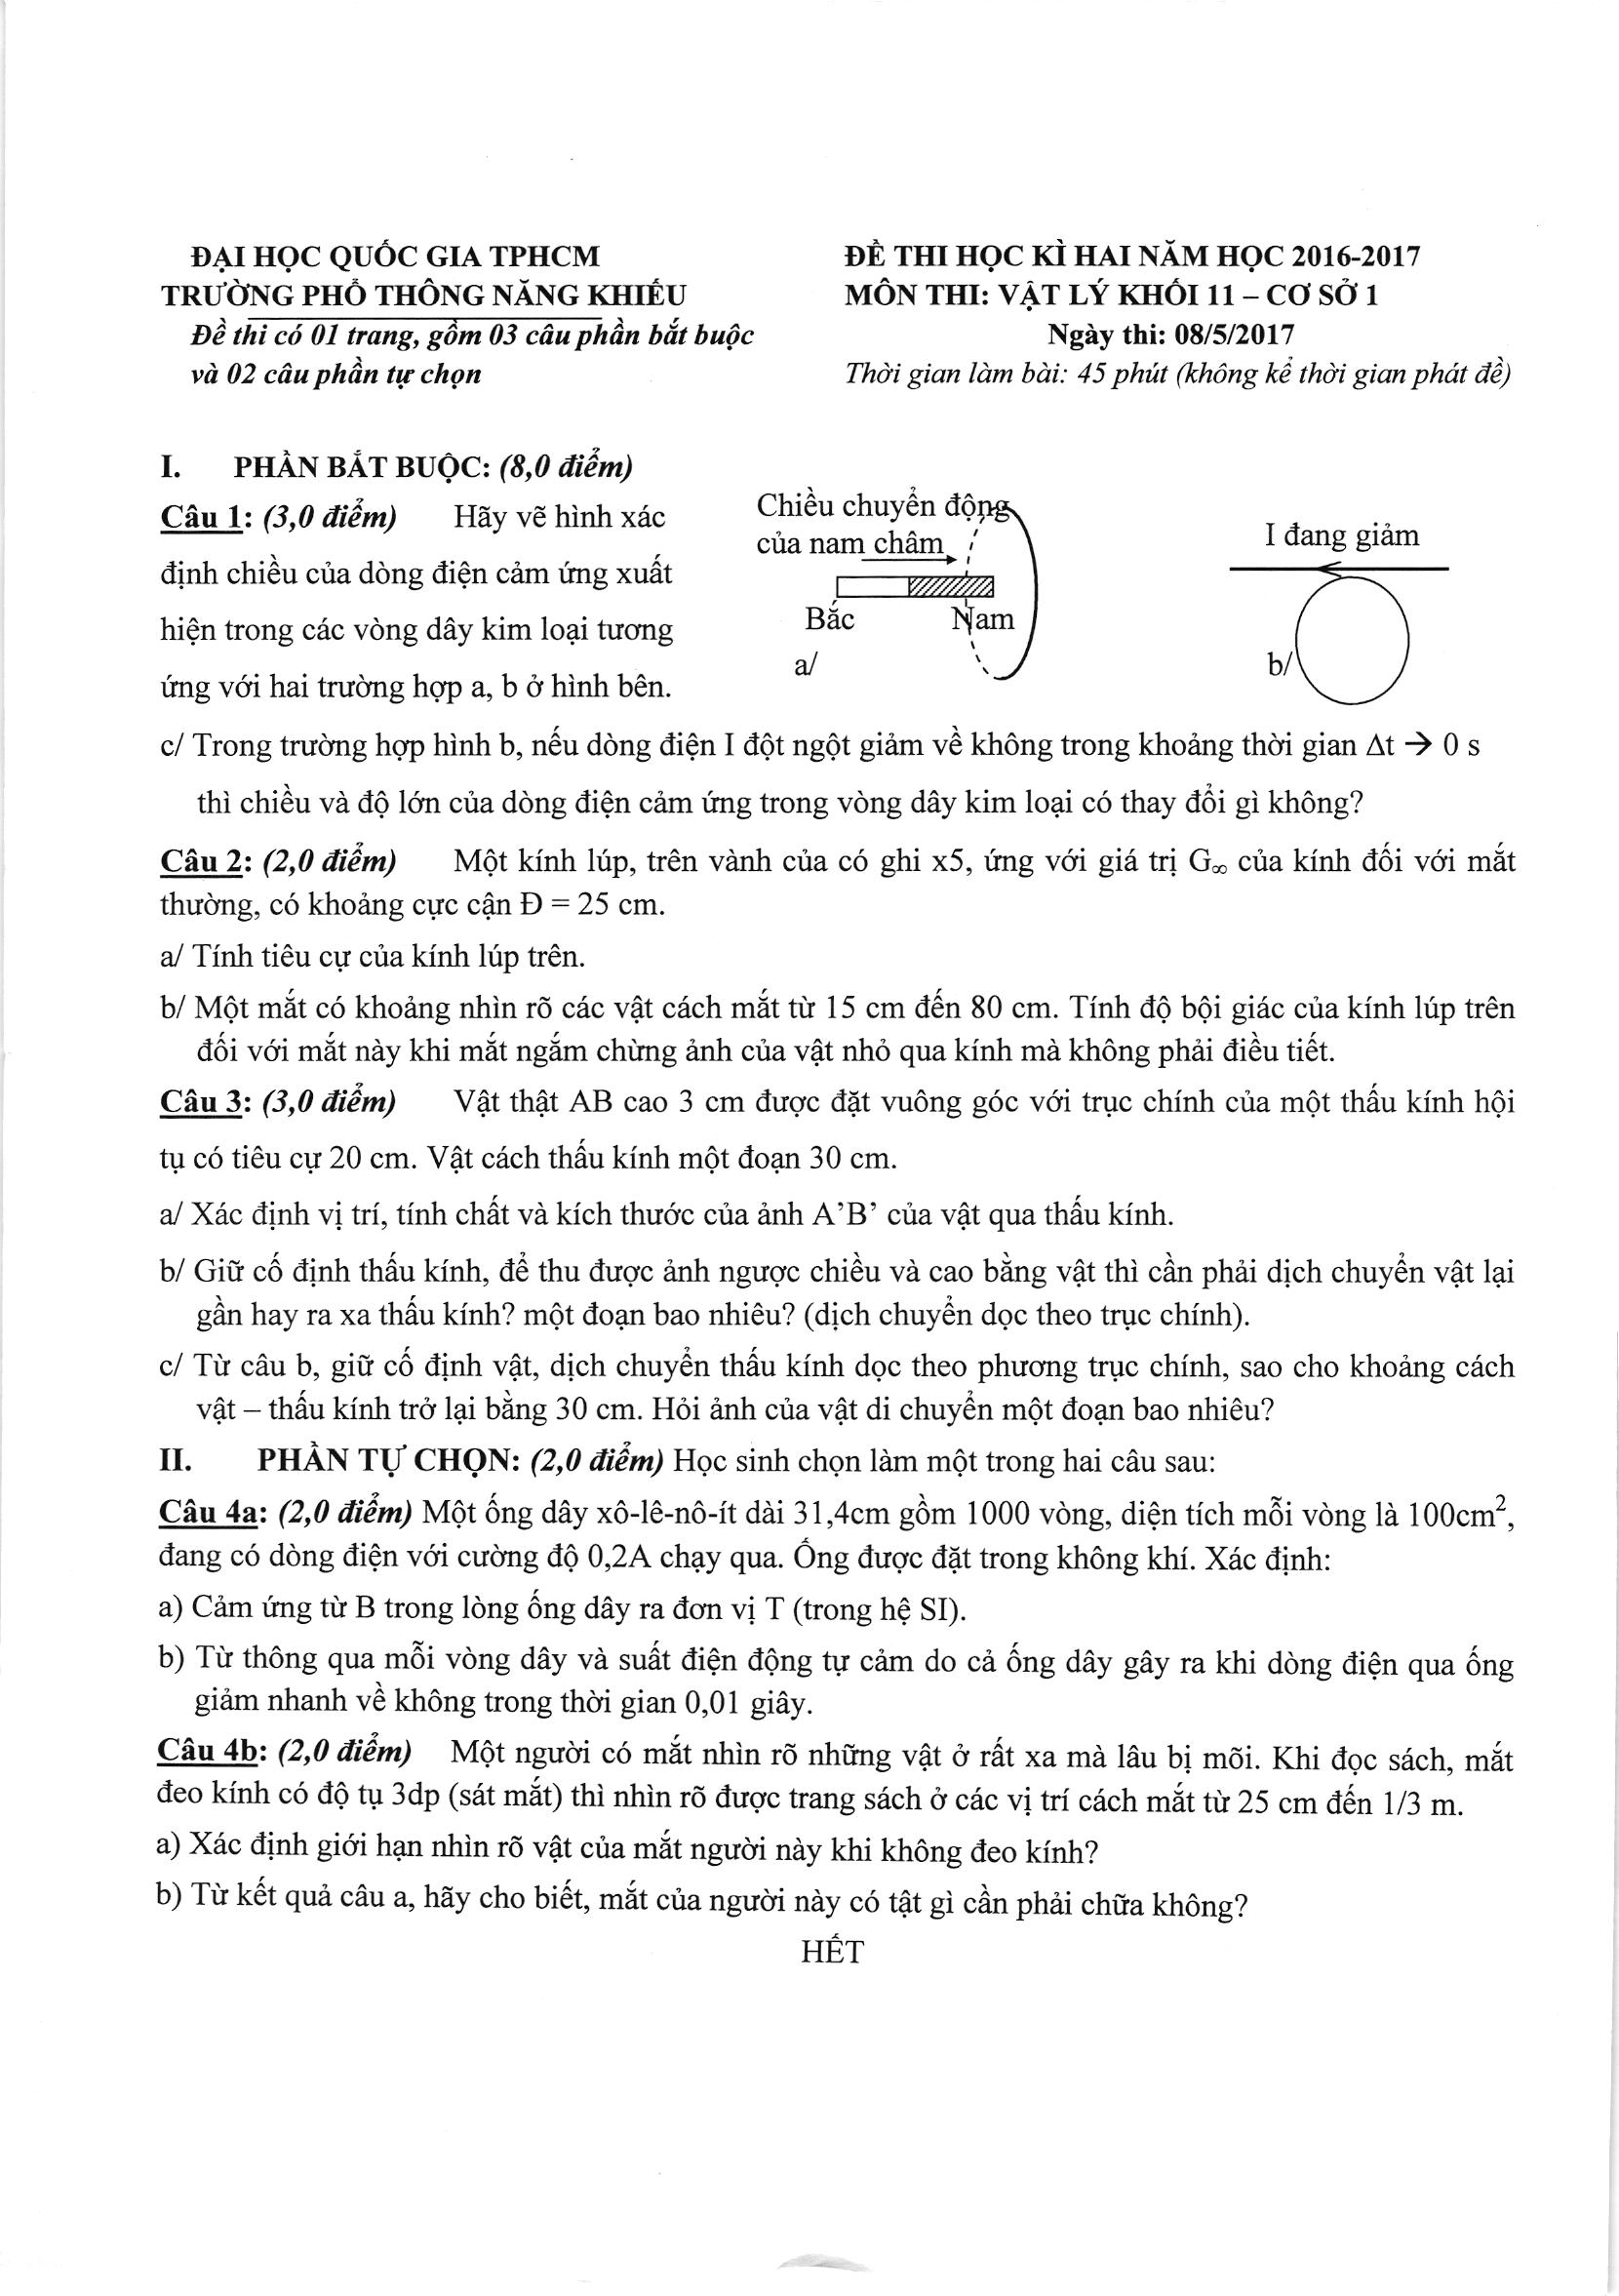 ĐẠI HỌC QUỐC GIA TPHCM
TRƯỜNG PHỔ THÔNG NĂNG KHIẾU
Đề thi có 01 trang, gồm 03 câu phần bắt buộc
và 02 câu phần tự chọn
ĐỀ THI HỌC KÌ HAI NĂM HỌC 2016-2017
MÔN THI: VẬT LÝ KHỐI 11 – CƠ SỞ 1
Ngày thi: 08/5/2017
Thời gian làm bài: 45 phút (không kể thời gian phát đề)
I. PHẦN BẮT BUỘC: (8,0 điểm)
Câu 1: (3,0 điểm) Hãy vẽ hình xác
định chiều của dòng điện cảm ứng xuất
hiện trong các vòng dây kim loại tương
ứng với hai trường hợp a, b ở hình bên.
Chiều chuyển động
của nam châm
Bắc Nam
a/
I đang giảm
b/
c/ Trong trường hợp hình b, nếu dòng điện I đột ngột giảm về không trong khoảng thời gian Δt → 0 s
thì chiều và độ lớn của dòng điện cảm ứng trong vòng dây kim loại có thay đổi gì không?
Câu 2: (2,0 điểm) Một kính lúp, trên vành của có ghi x5, ứng với giá trị G∞ của kính đối với mắt
thường, có khoảng cực cận Đ = 25 cm.
a/ Tính tiêu cự của kính lúp trên.
b/ Một mắt có khoảng nhìn rõ các vật cách mắt từ 15 cm đến 80 cm. Tính độ bội giác của kính lúp trên
đối với mắt này khi mắt ngắm chừng ảnh của vật nhỏ qua kính mà không phải điều tiết.
Câu 3: (3,0 điểm) Vật thật AB cao 3 cm được đặt vuông góc với trục chính của một thấu kính hội
tụ có tiêu cự 20 cm. Vật cách thấu kính một đoạn 30 cm.
a/ Xác định vị trí, tính chất và kích thước của ảnh A’B’ của vật qua thấu kính.
b/ Giữ cố định thấu kính, để thu được ảnh ngược chiều và cao bằng vật thì cần phải dịch chuyển vật lại
gần hay ra xa thấu kính? một đoạn bao nhiêu? (dịch chuyển dọc theo trục chính).
c/ Từ câu b, giữ cố định vật, dịch chuyển thấu kính dọc theo phương trục chính, sao cho khoảng cách
vật – thấu kính trở lại bằng 30 cm. Hỏi ảnh của vật di chuyển một đoạn bao nhiêu?
II. PHẦN TỰ CHỌN: (2,0 điểm) Học sinh chọn làm một trong hai câu sau:
Câu 4a: (2,0 điểm) Một ống dây xô-lê-nô-ít dài 31,4cm gồm 1000 vòng, diện tích mỗi vòng là 100cm²,
đang có dòng điện với cường độ 0,2A chạy qua. Ống được đặt trong không khí. Xác định:
a) Cảm ứng từ B trong lòng ống dây ra đơn vị T (trong hệ SI).
b) Từ thông qua mỗi vòng dây và suất điện động tự cảm do cả ống dây gây ra khi dòng điện qua ống
giảm nhanh về không trong thời gian 0,01 giây.
Câu 4b: (2,0 điểm) Một người có mắt nhìn rõ những vật ở rất xa mà lâu bị mõi. Khi đọc sách, mắt
đeo kính có độ tụ 3dp (sát mắt) thì nhìn rõ được trang sách ở các vị trí cách mắt từ 25 cm đến 1/3 m.
a) Xác định giới hạn nhìn rõ vật của mắt người này khi không đeo kính?
b) Từ kết quả câu a, hãy cho biết, mắt của người này có tật gì cần phải chữa không?
HẾT